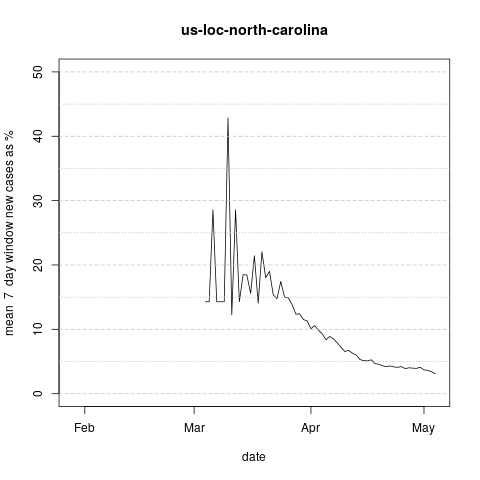 us-loc-north-carolina
mean  7  day window new cases as %
50
40
30
20
10
0
Feb
Mar
Apr
May
date